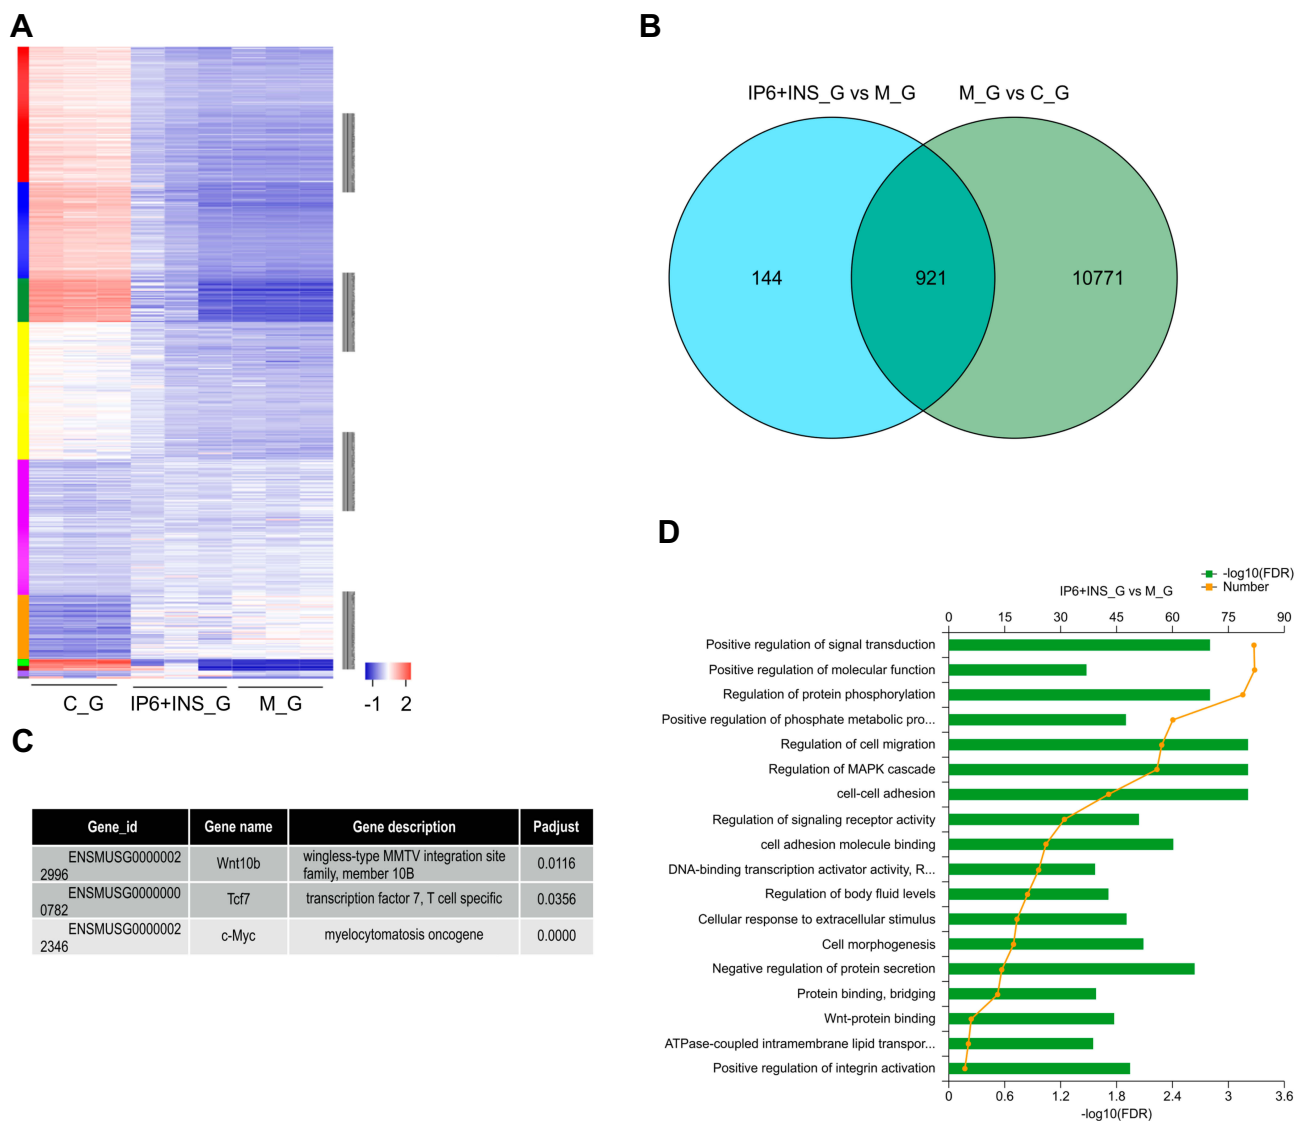 A
C_G
IP6+INS_G
M_G
-1
2
B
IP6+INS_G vs M_G
M_G vs C_G
144
921
10771
C
Gene_id Gene name Gene description Padjust
ENSMUSG0000002
2996
Wnt10b
wingless-type MMTV integration site
family, member 10B
0.0116
ENSMUSG0000000
0782
Tcf7
transcription factor 7, T cell specific
0.0356
ENSMUSG0000002
2346
c-Myc
myelocytomatosis oncogene
0.0000
D
-log10(FDR)
Number
IP6+INS_G vs M_G
0 15 30 45 60 75 90
Positive regulation of signal transduction
Positive regulation of molecular function
Regulation of protein phosphorylation
Positive regulation of phosphate metabolic pro...
Regulation of cell migration
Regulation of MAPK cascade
cell-cell adhesion
Regulation of signaling receptor activity
cell adhesion molecule binding
DNA-binding transcription activator activity, R...
Regulation of body fluid levels
Cellular response to extracellular stimulus
Cell morphogenesis
Negative regulation of protein secretion
Protein binding, bridging
Wnt-protein binding
ATPase-coupled intramembrane lipid transpor...
Positive regulation of integrin activation
0 0.6 1.2 1.8 2.4 3 3.6
-log10(FDR)